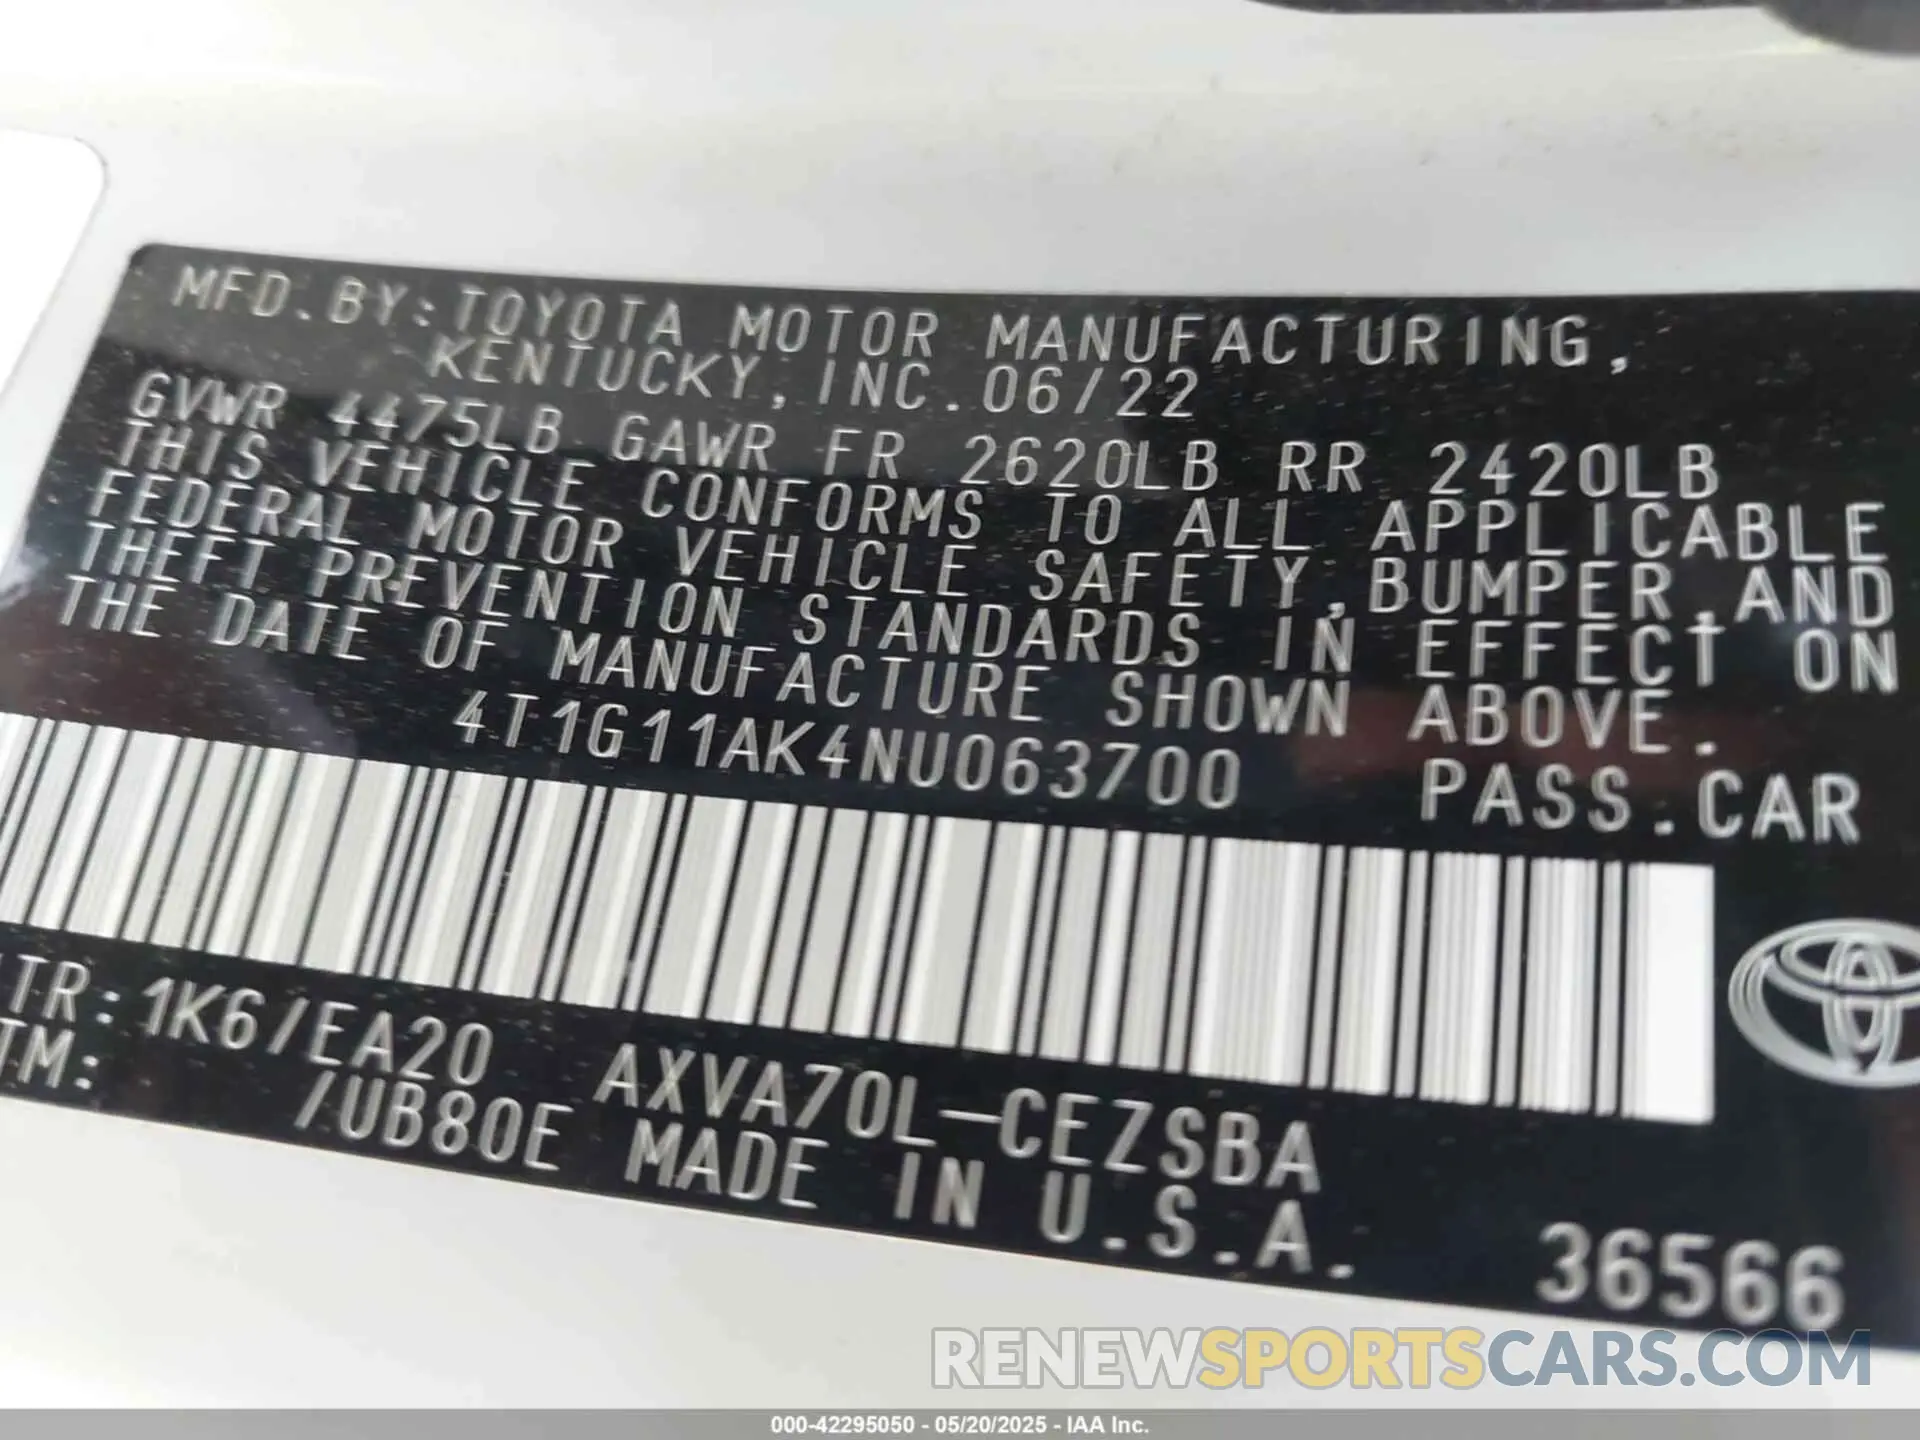 MFD.BY:TOYOTA MOTOR MANUFACTURING,
KENTUCKY,INC.06/22
GVWR 4475LB GAWR FR 2620LB RR 2420LB
THIS VEHICLE CONFORMS TO ALL APPLICABLE
FEDERAL MOTOR VEHICLE SAFETY,BUMPER,AND
THEFT PREVENTION STANDARDS IN EFFECT ON
THE DATE OF MANUFACTURE SHOWN ABOVE.
4T1G11AK4NU063700 PASS.CAR
TR:1K6/EA20 AXVA70L-CEZSBA
TM: /UB80E MADE IN U.S.A.
36566
RENEWSPORTSCARS.COM
000-42295050 - 05/20/2025 - IAA Inc.